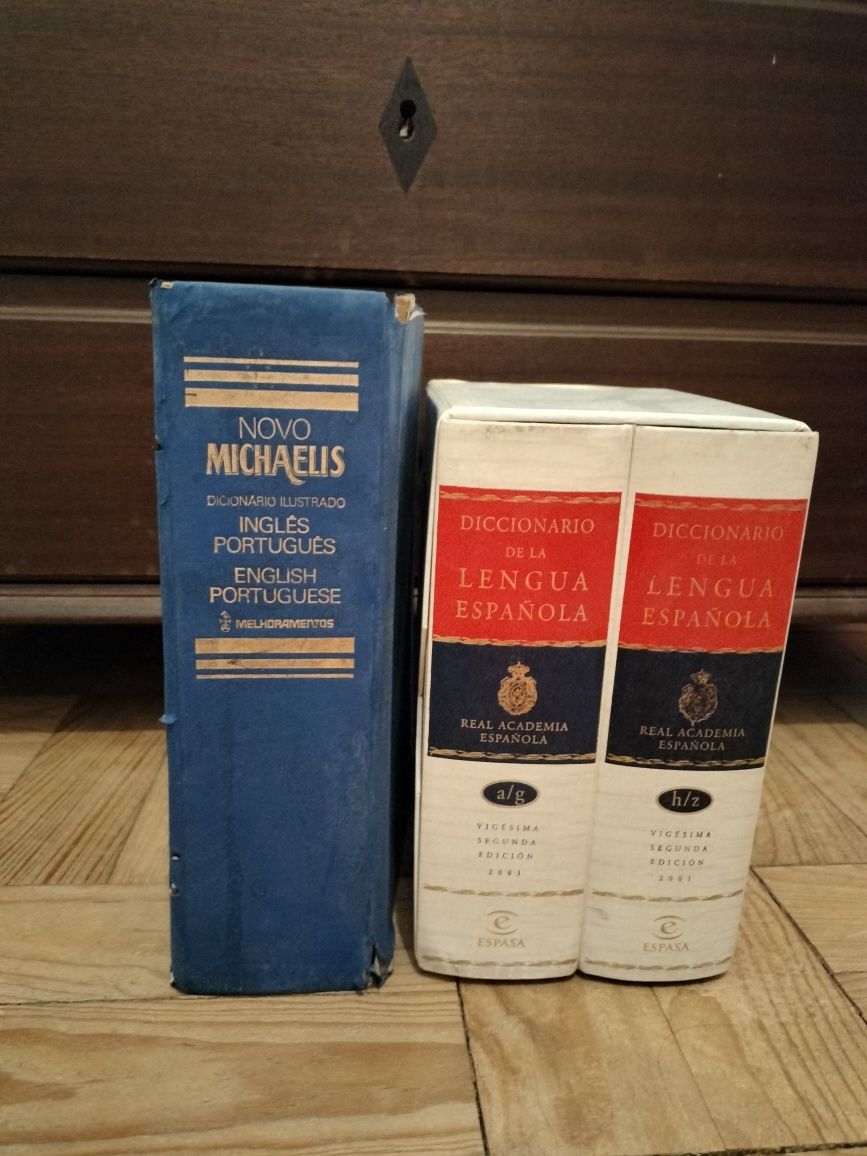 NOVO
MICHAELIS
DICIONÁRIO ILUSTRADO
INGLÊS
PORTUGUÊS
ENGLISH
PORTUGUESE
MELHORAMENTOS
DICCIONARIO
DE LA
LENGUA
ESPAÑOLA
REAL ACADEMIA
ESPAÑOLA
a/g
VIGÉSIMA
SEGUNDA
EDICIÓN
2001
e
ESPASA
DICCIONARIO
DE LA
LENGUA
ESPAÑOLA
REAL ACADEMIA
ESPAÑOLA
h/z
VIGÉSIMA
SEGUNDA
EDICIÓN
2001
e
ESPASA